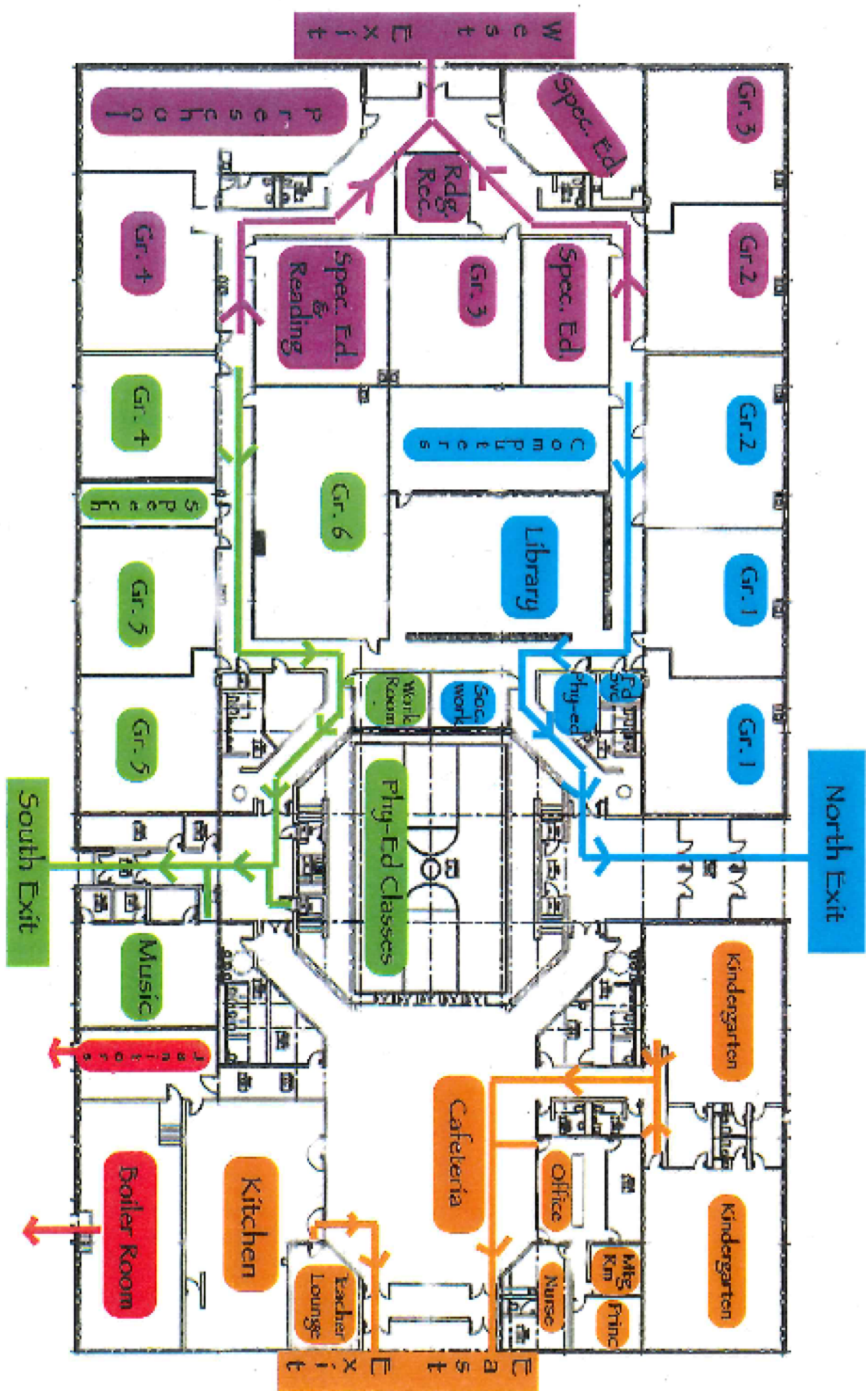 West Exit
Preschool
Spec. Ed
Gr. 3
Rdg.
Rec.
Gr. 4
Spec. Ed.
&
Reading
Gr. 3
Spec. Ed.
Gr.2
Gr. 4
Computers
Gr.2
Speech
Gr. 6
Library
Gr. 5
Gr.1
Work
Room
Soc
work
Phy-ed
Gr. 5
Gr. 1
South Exit
Phy-Ed Classes
North Exit
Music
Kindergarten
Janitors
Cafeteria
Office
Boiler Room
Kitchen
Teacher
Lounge
Nurse
Mtg
Rm
Princ
Kindergarten
East Exit